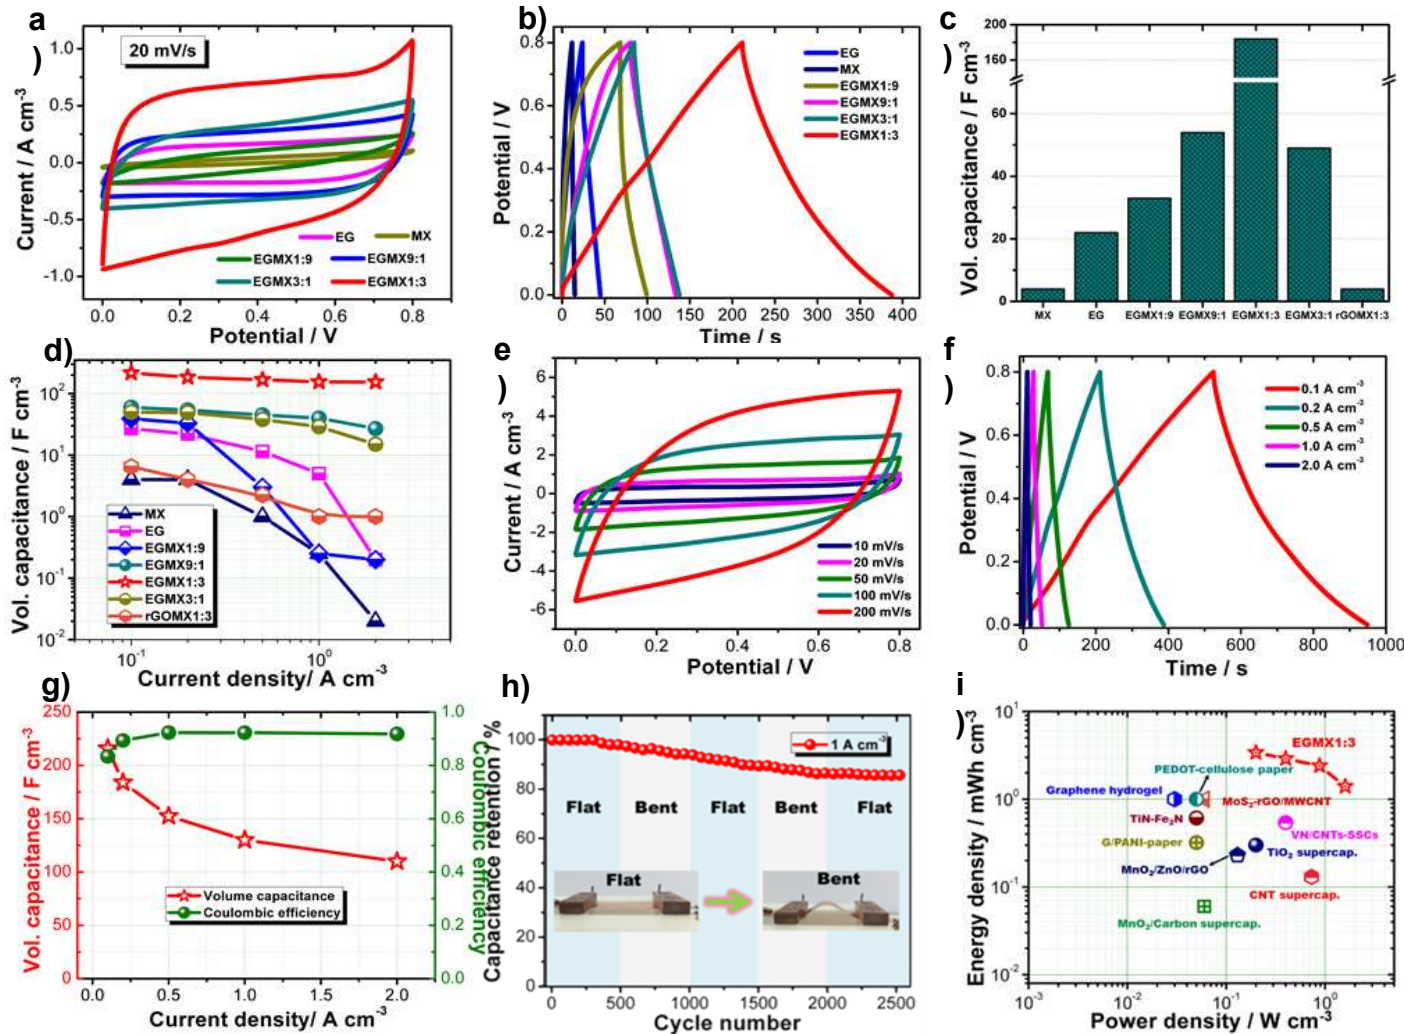 a
)
20 mV/s
1.0
0.5
0.0
-0.5
-1.0
Current / A cm⁻³
EG
MX
EGMX1:9
EGMX9:1
EGMX3:1
EGMX1:3
0.0 0.2 0.4 0.6 0.8
Potential / V
b)
0.8
0.6
0.4
0.2
0.0
Potential / V
EG
MX
EGMX1:9
EGMX9:1
EGMX3:1
EGMX1:3
0 50 100 150 200 250 300 350 400
Time / s
c
)
200
160
60
40
20
0
Vol. capacitance / F cm⁻³
MX EG EGMX1:9 EGMX9:1 EGMX1:3 EGMX3:1 rGOMX1:3
d)
10²
10¹
10⁰
10⁻¹
10⁻²
Vol. capacitance / F cm⁻³
MX
EG
EGMX1:9
EGMX9:1
EGMX1:3
EGMX3:1
rGOMX1:3
10⁻¹ 10⁰
Current density/ A cm⁻³
e
)
6
4
2
0
-2
-4
-6
Current / A cm⁻³
10 mV/s
20 mV/s
50 mV/s
100 mV/s
200 mV/s
0.0 0.2 0.4 0.6 0.8
Potential / V
f
)
0.8
0.6
0.4
0.2
0.0
Potential / V
0.1 A cm⁻³
0.2 A cm⁻³
0.5 A cm⁻³
1.0 A cm⁻³
2.0 A cm⁻³
0 200 400 600 800 1000
Time / s
g)
250
200
150
100
50
0
Vol. capacitance / F cm⁻³
Volume capacitance
Coulombic efficiency
1.0
0.8
0.6
0.4
0.2
0.0
Coulombic efficiency
0.0 0.5 1.0 1.5 2.0
Current density/ A cm⁻³
h)
100
80
60
40
20
0
Capacitance retention / %
1 A cm⁻³
Flat Bent Flat Bent Flat
Flat Bent
0 500 1000 1500 2000 2500
Cycle number
i
)
10¹
10⁰
10⁻¹
10⁻²
Energy density / mWh cm⁻³
EGMX1:3
PEDOT-cellulose paper
Graphene hydrogel
MoS₂-rGO/MWCNT
TiN-Fe₂N
VN/CNTs-SSCs
G/PANI-paper
TiO₂ supercap.
MnO₂/ZnO/rGO
CNT supercap.
MnO₂/Carbon supercap.
10⁻³ 10⁻² 10⁻¹ 10⁰
Power density / W cm⁻³